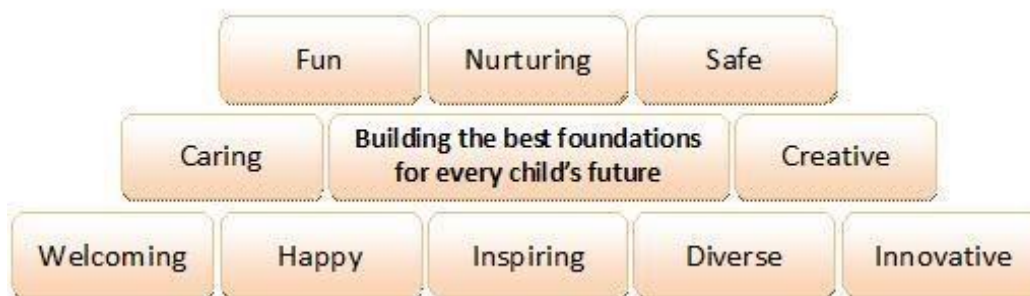 Fun
Nurturing
Safe
Caring
Building the best foundations
for every child's future
Creative
Welcoming
Happy
Inspiring
Diverse
Innovative